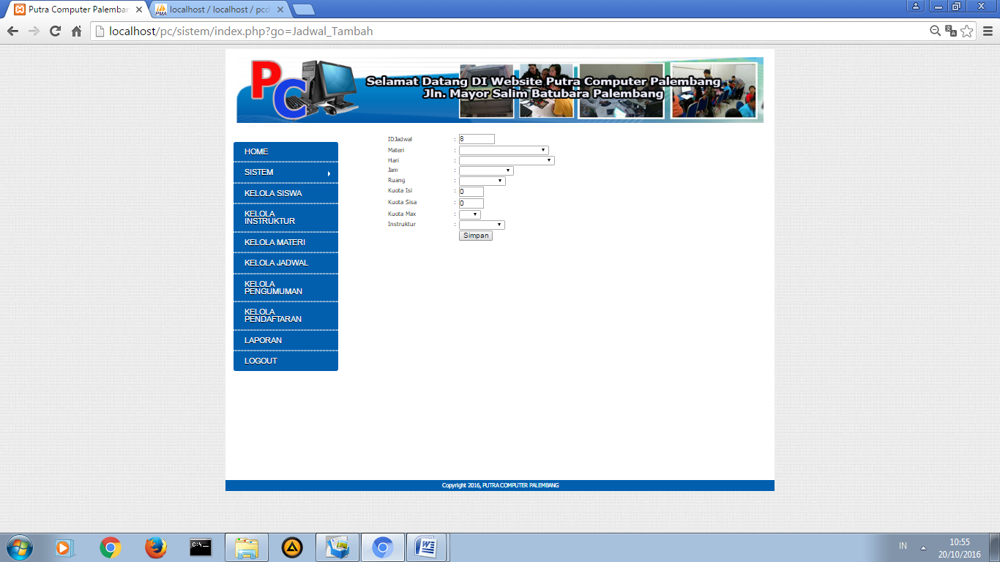 Putra Computer Palemban
localhost / localhost / pcd
localhost/pc/sistem/index.php?go=Jadwal_Tambah
PC
Selamat Datang DI Website Putra Computer Palembang
Jln. Mayor Salim Batubara Palembang
HOME
SISTEM
KELOLA SISWA
KELOLA
INSTRUKTUR
KELOLA MATERI
KELOLA JADWAL
KELOLA
PENGUMUMAN
KELOLA
PENDAFTARAN
LAPORAN
LOGOUT
IDJadwal : 8
Materi :
Hari :
Jam :
Ruang :
Kuota Isi : 0
Kuota Sisa : 0
Kuota Max :
Instruktur :
Simpan
Copyright 2016, PUTRA COMPUTER PALEMBANG
IN
10:55
20/10/2016